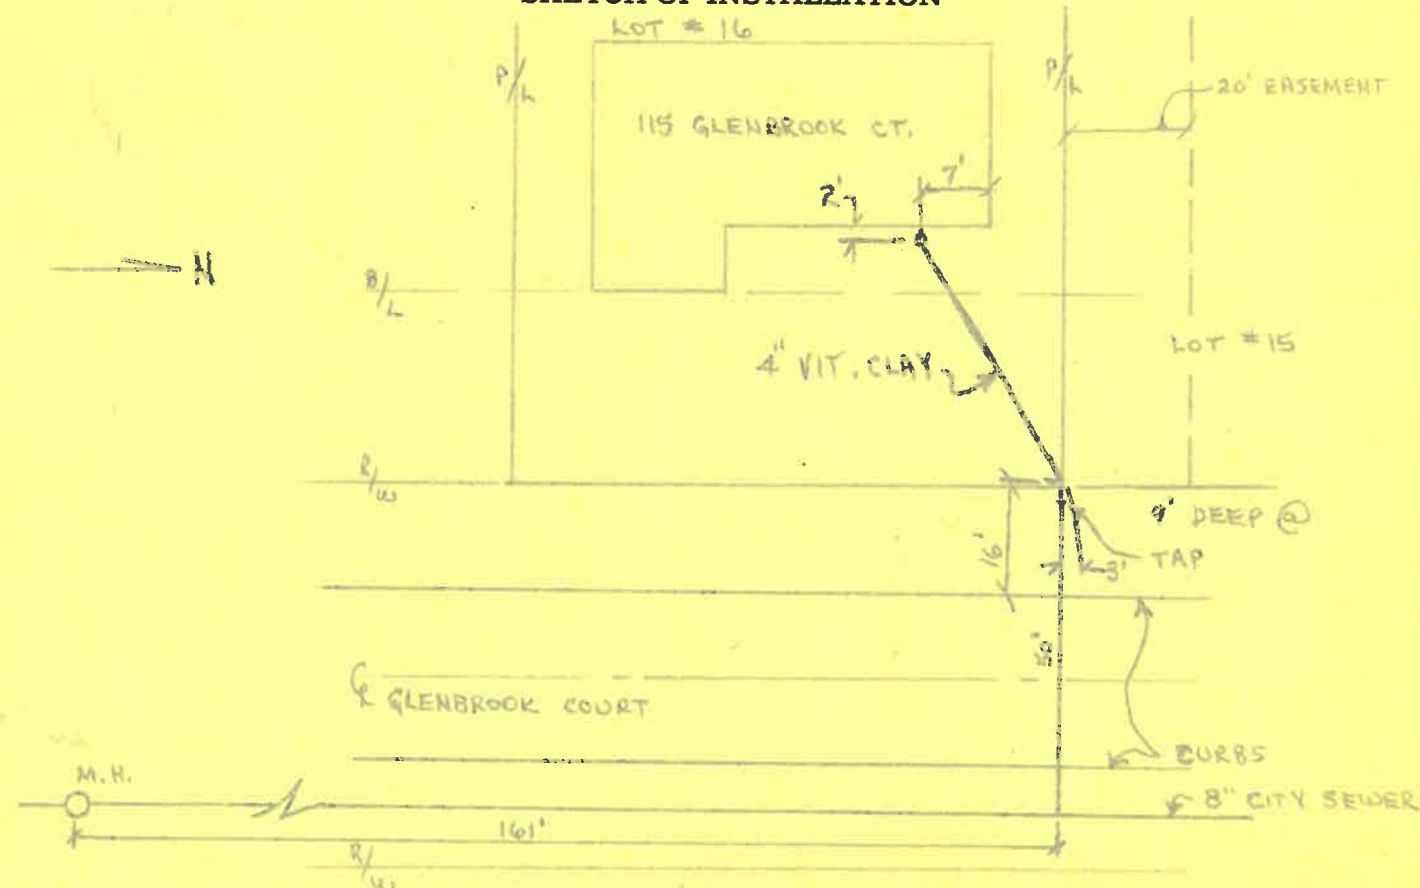 SKETCH OF INSTALLATION
LOT # 16
P/L
P/L
20' EASEMENT
115 GLENBROOK CT.
7'
2'
N
B/L
4" VIT. CLAY
LOT #15
R/W
9' DEEP @
TAP
16'
3'
50'
℄ GLENBROOK COURT
CURBS
M.H.
8" CITY SEWER
161'
R/W